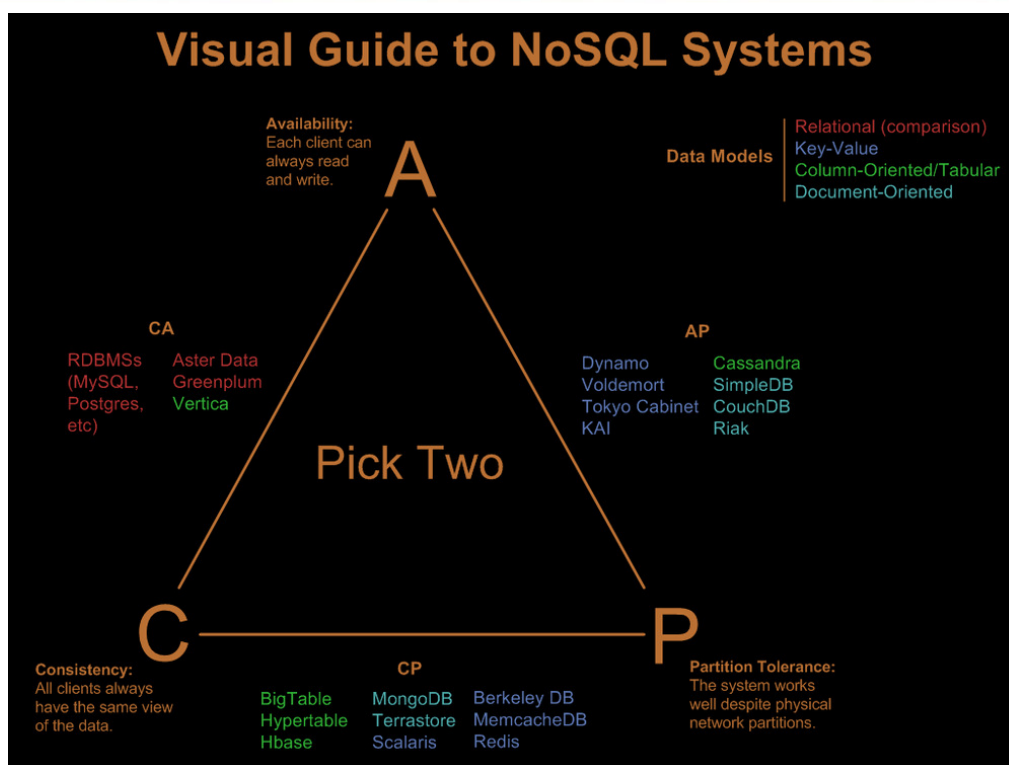 Visual Guide to NoSQL Systems
Availability:
Each client can
always read
and write.
A
Data Models
Relational (comparison)
Key-Value
Column-Oriented/Tabular
Document-Oriented
CA
RDBMSs
(MySQL,
Postgres,
etc)
Aster Data
Greenplum
Vertica
AP
Dynamo
Voldemort
Tokyo Cabinet
KAI
Cassandra
SimpleDB
CouchDB
Riak
Pick Two
C
P
Consistency:
All clients always
have the same view
of the data.
CP
BigTable
Hypertable
Hbase
MongoDB
Terrastore
Scalaris
Berkeley DB
MemcacheDB
Redis
Partition Tolerance:
The system works
well despite physical
network partitions.